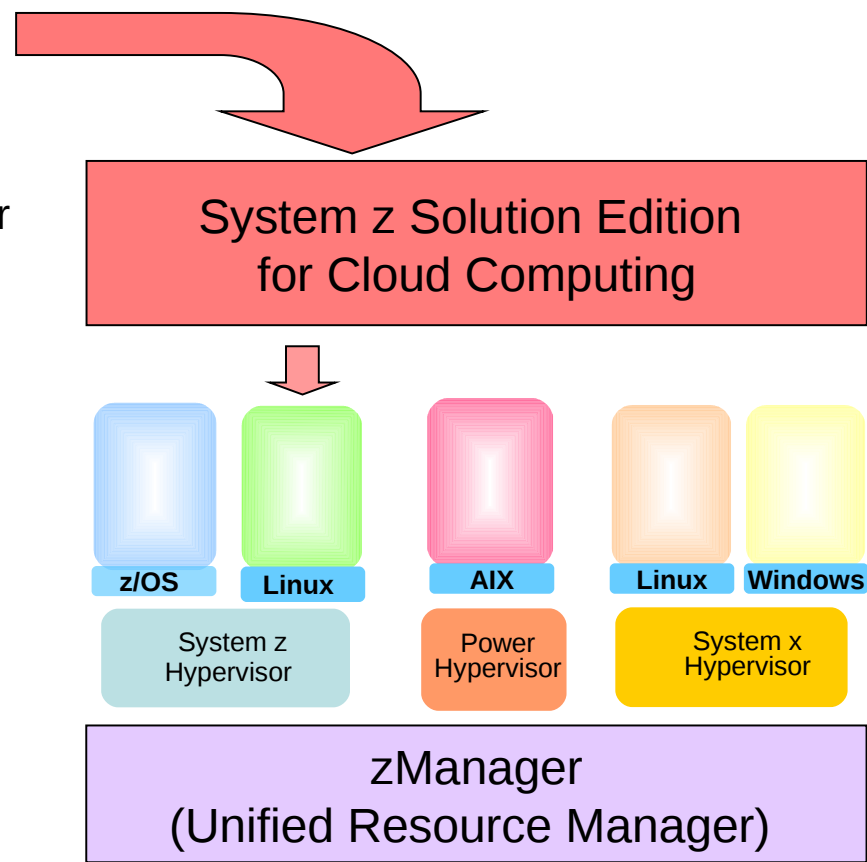 r
System z Solution Edition
for Cloud Computing
z/OS
Linux
AIX
Linux
Windows
System z
Hypervisor
Power
Hypervisor
System x
Hypervisor
zManager
(Unified Resource Manager)